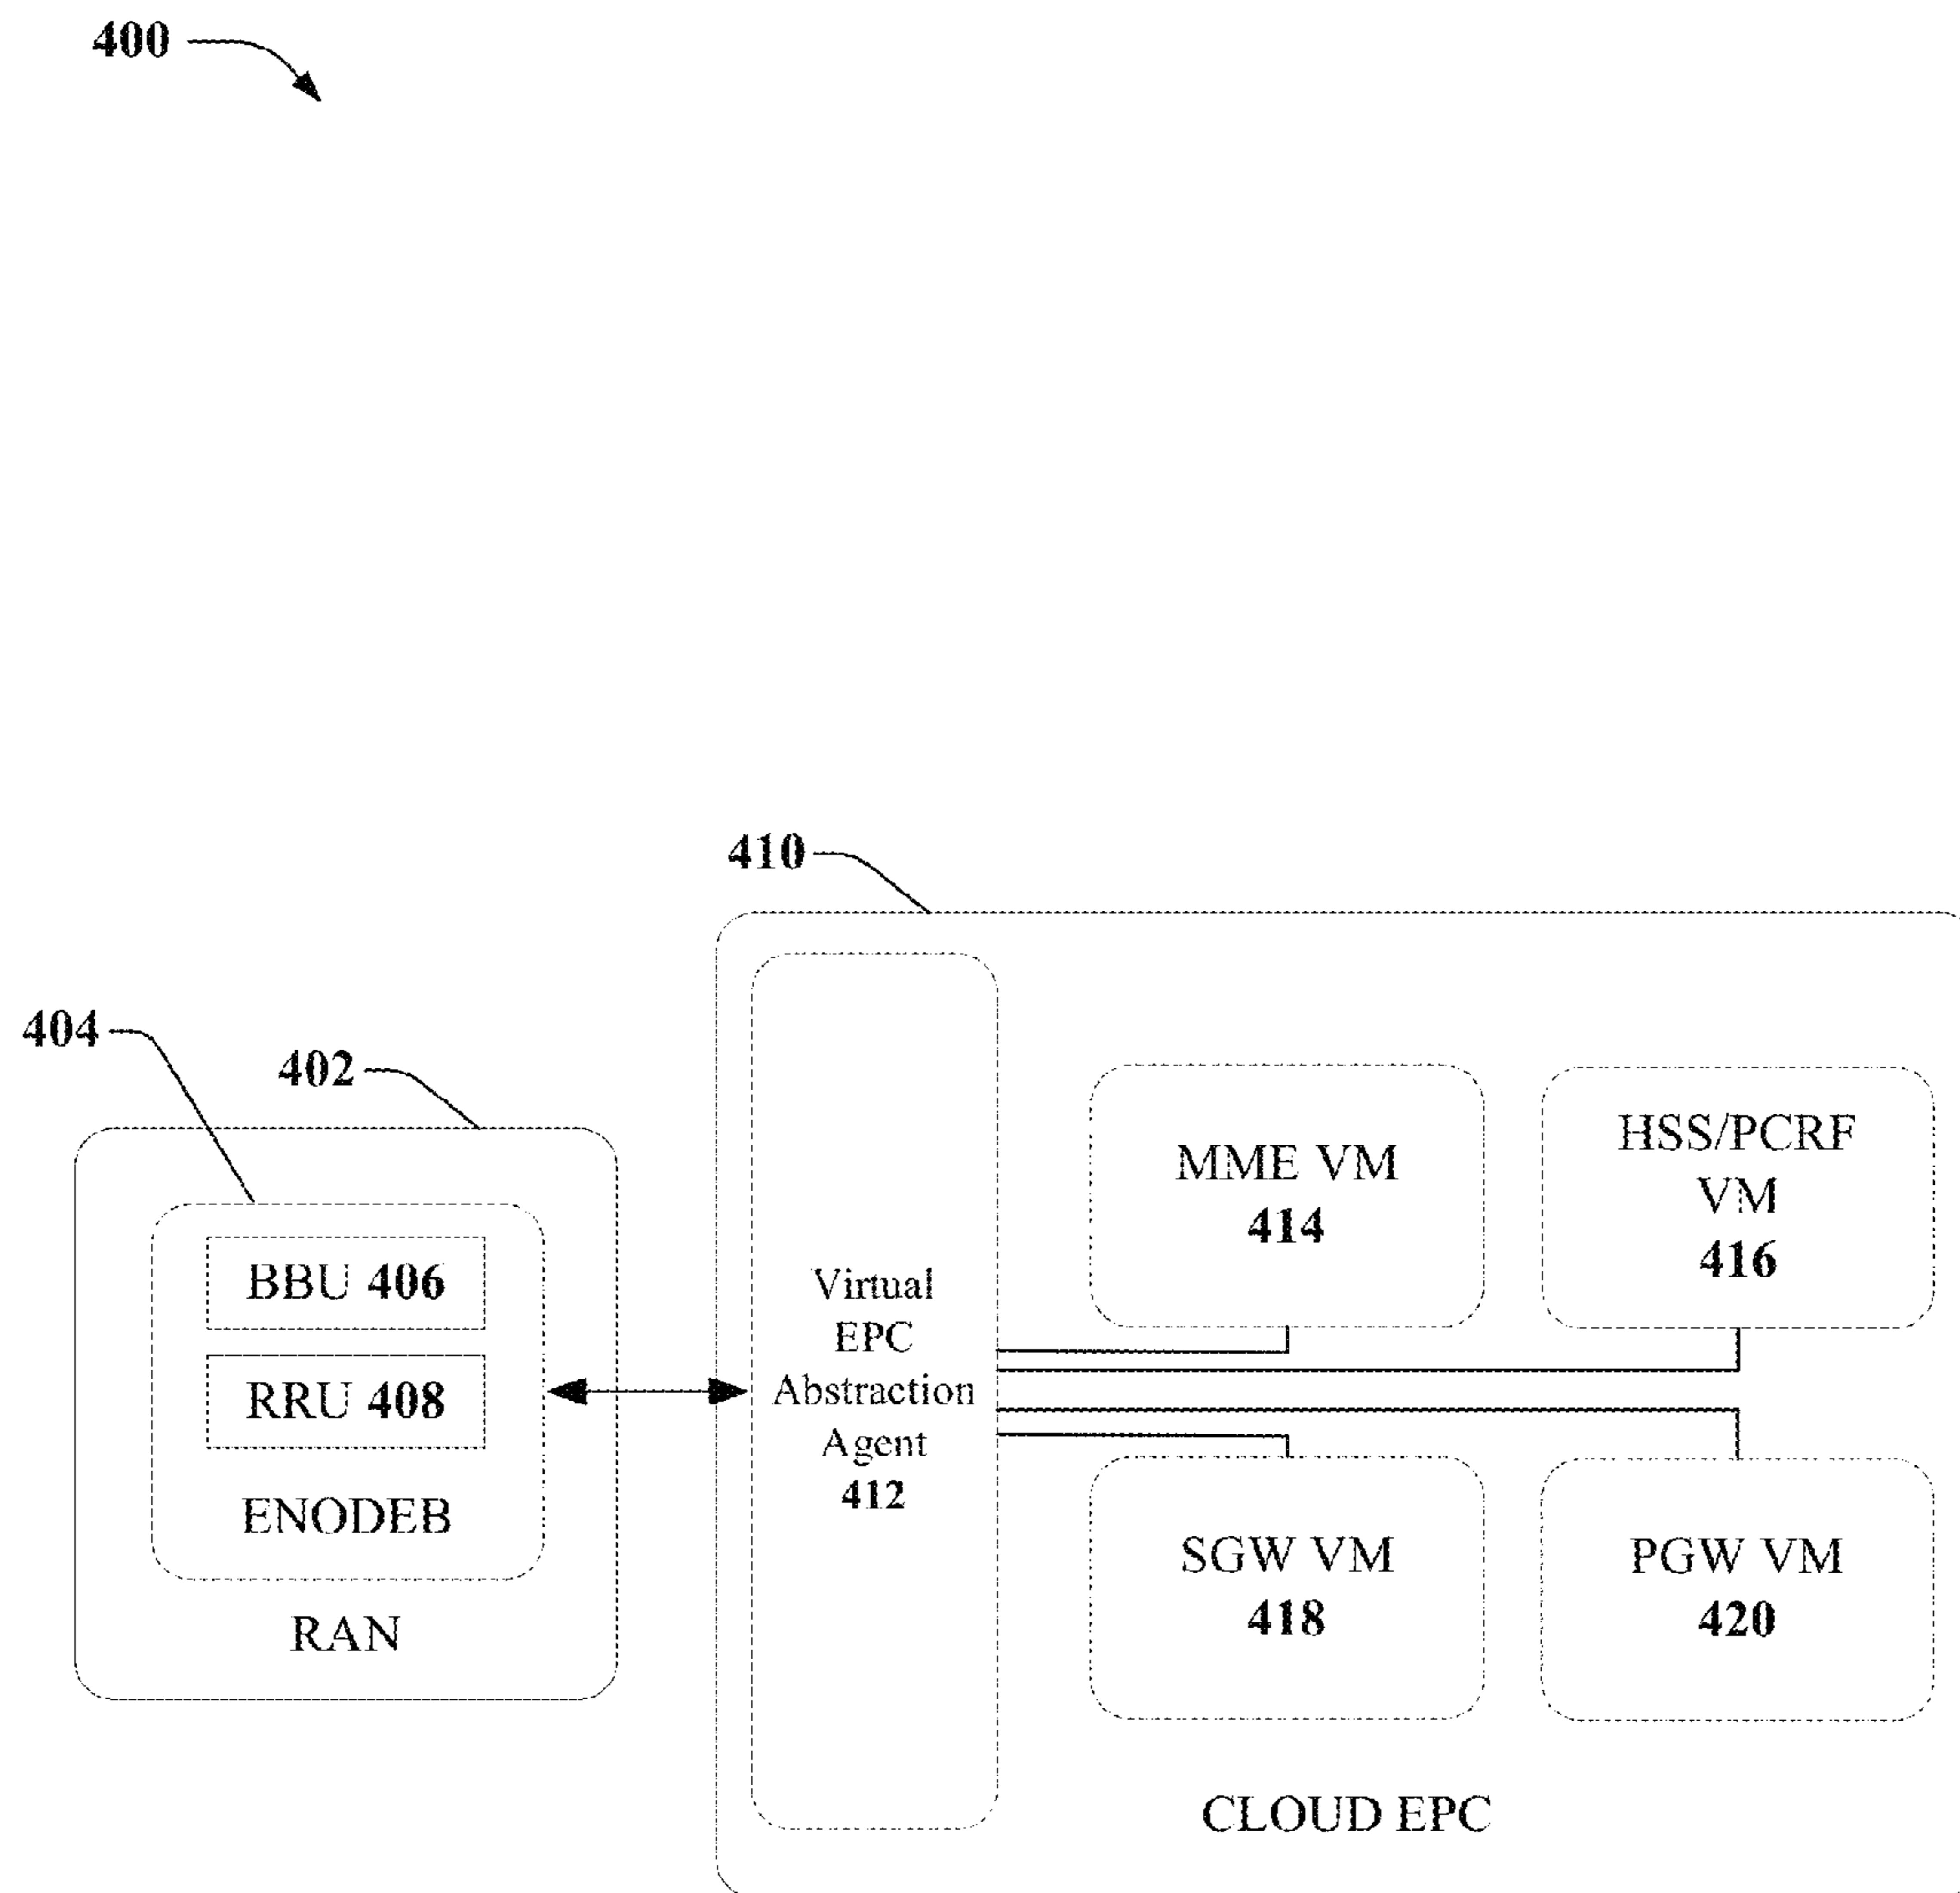 400
410
404
402
MME VM
414
HSS/PCRF
VM
416
BBU 406
RRU 408
ENODEB
RAN
Virtual
EPC
Abstraction
Agent
412
SGW VM
418
PGW VM
420
CLOUD EPC